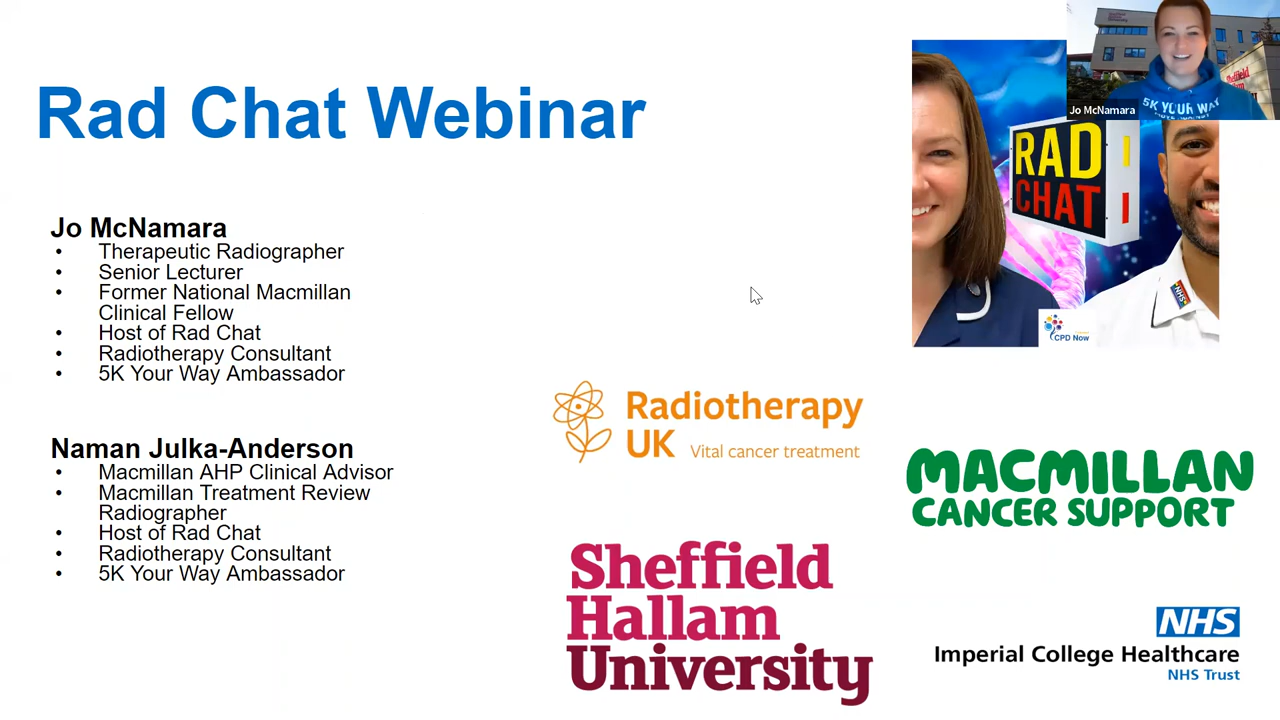 Rad Chat Webinar
Jo McNamara
• Therapeutic Radiographer
• Senior Lecturer
• Former National Macmillan
Clinical Fellow
• Host of Rad Chat
• Radiotherapy Consultant
• 5K Your Way Ambassador
Naman Julka-Anderson
• Macmillan AHP Clinical Advisor
• Macmillan Treatment Review
Radiographer
• Host of Rad Chat
• Radiotherapy Consultant
• 5K Your Way Ambassador
Sheffield
5K YOUR WAY
Jo McNamara
RAD
CHAT
NHS
CPD Now
Radiotherapy
UK
Vital cancer treatment
MACMILLAN
CANCER SUPPORT
Sheffield
Hallam
University
NHS
Imperial College Healthcare
NHS Trust